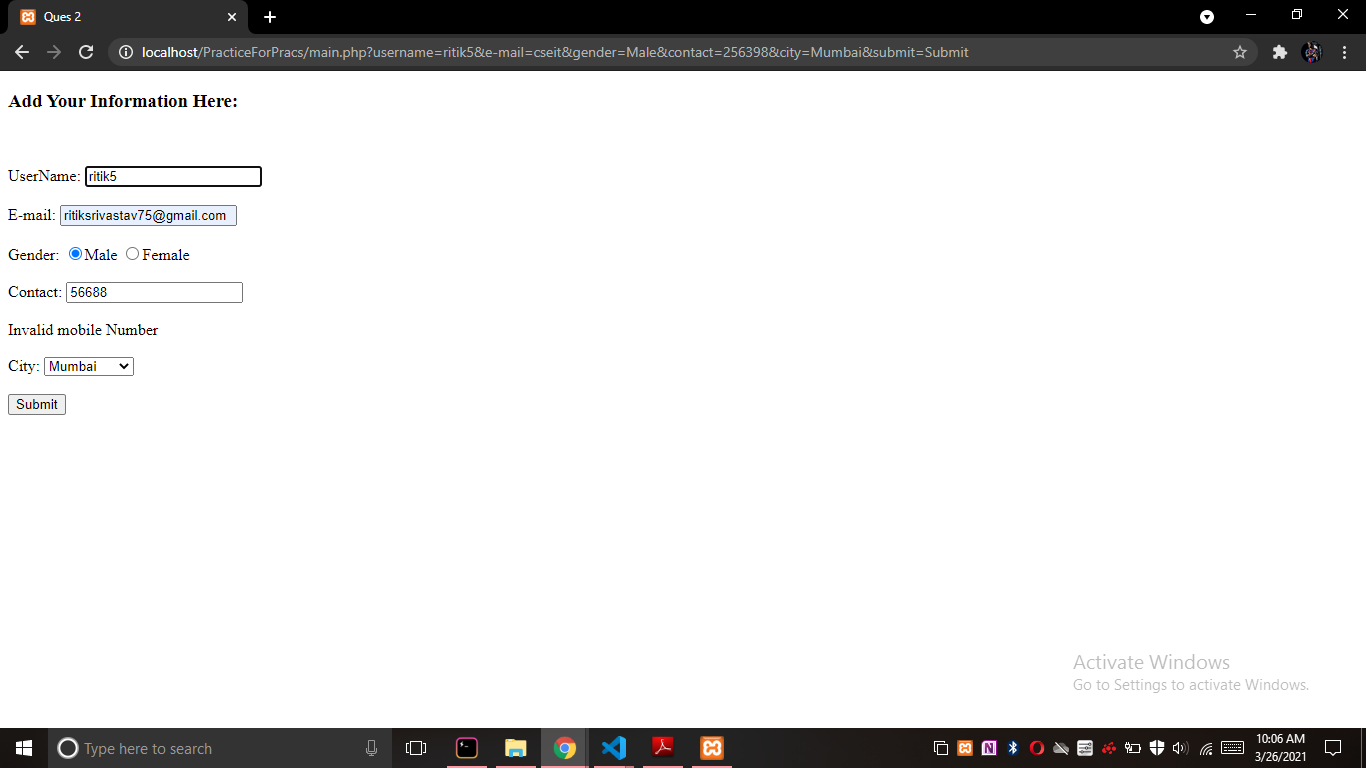 Ques 2
localhost/PracticeForPracs/main.php?username=ritik5&e-mail=cseit&gender=Male&contact=256398&city=Mumbai&submit=Submit
Add Your Information Here:
UserName: ritik5
E-mail: ritiksrivastav75@gmail.com
Gender: Male Female
Contact: 56688
Invalid mobile Number
City: Mumbai
Submit
Activate Windows
Go to Settings to activate Windows.
Type here to search
10:06 AM
3/26/2021